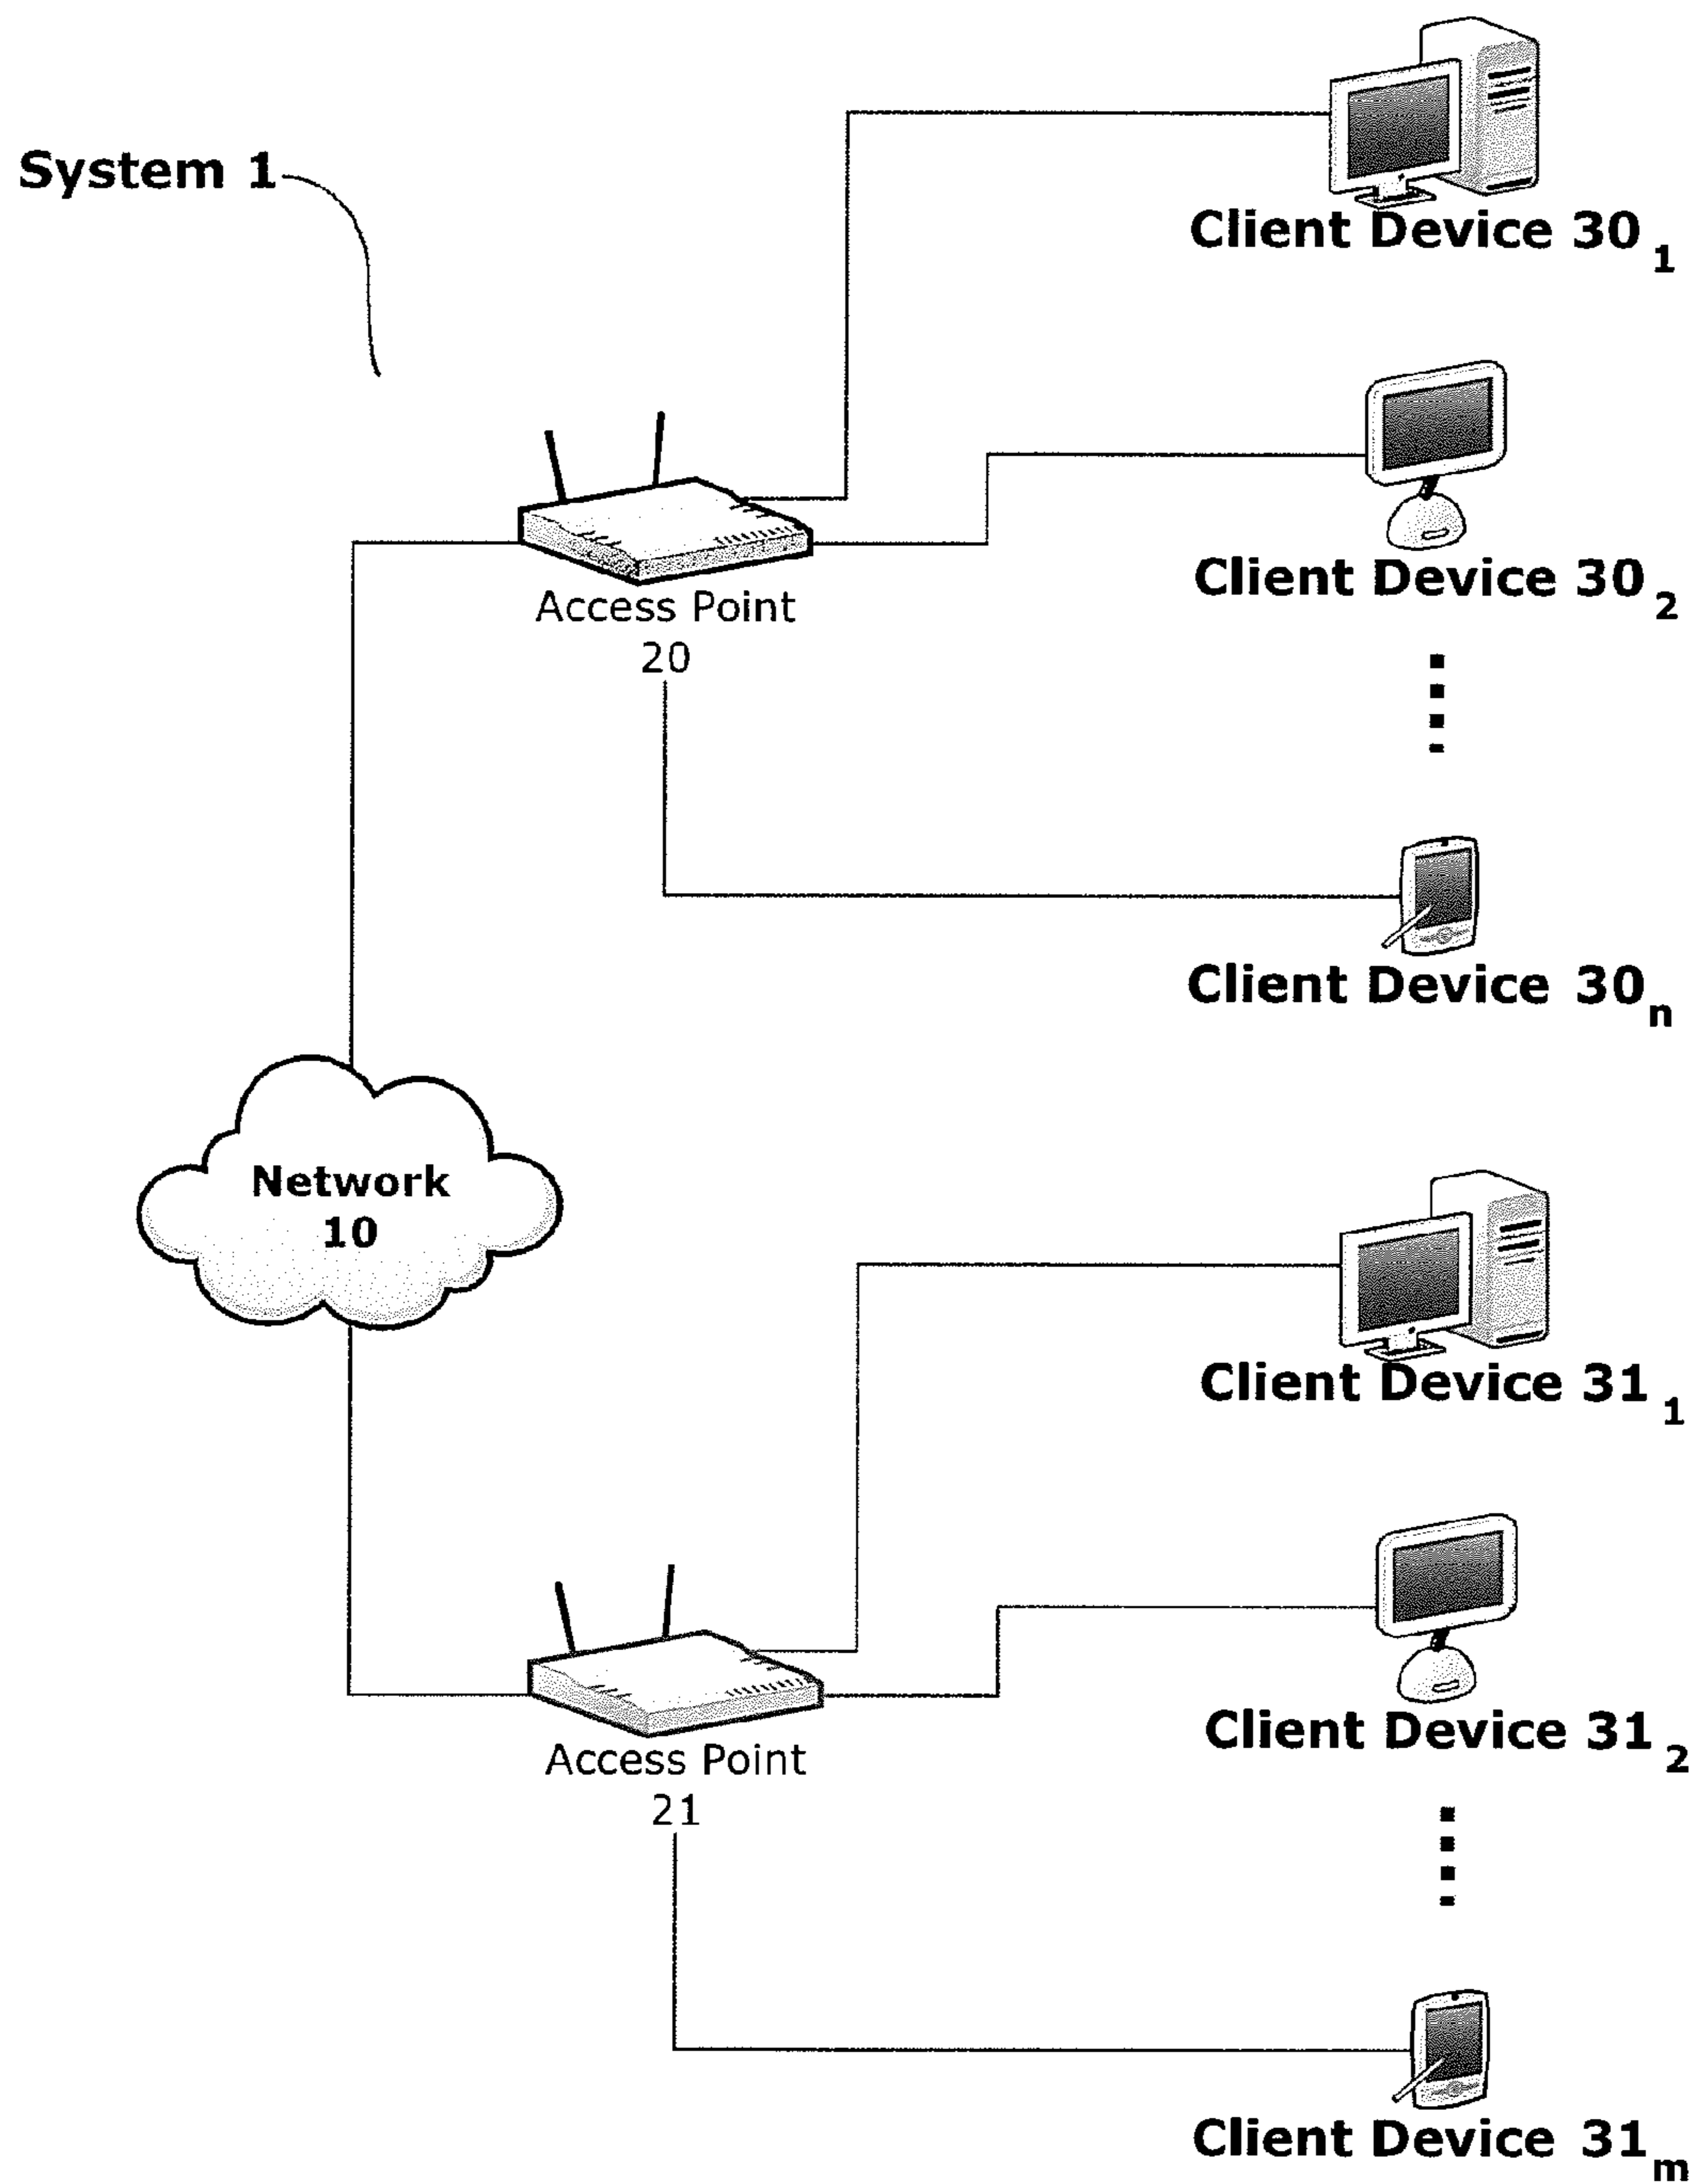 System 1
Client Device 30 1
Client Device 30 2
Access Point
20
Client Device 30 n
Network
10
Client Device 31 1
Client Device 31 2
Access Point
21
Client Device 31 m